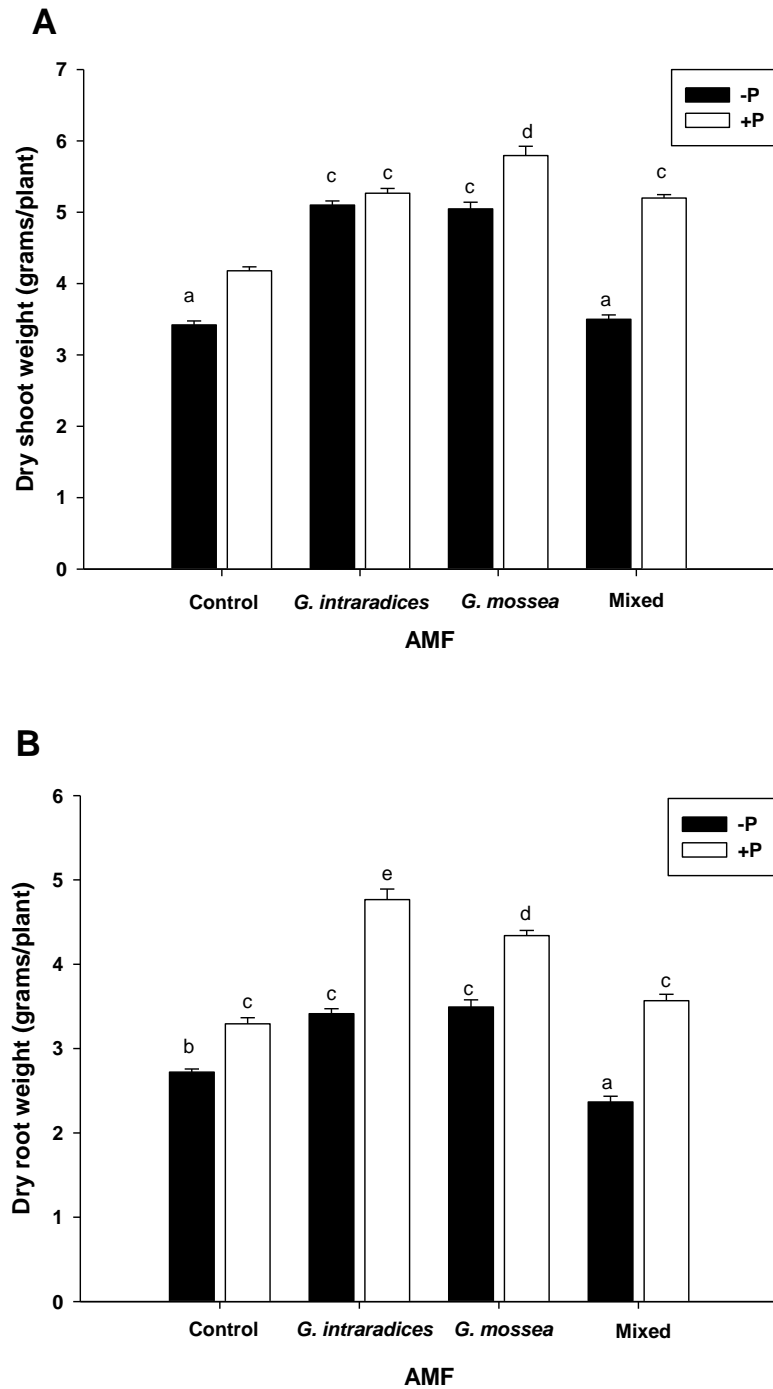 A
7
-P
+P
6
d
c
c
c
c
5
4
a
a
3
2
1
0
Dry shoot weight (grams/plant)
Control
G. intraradices
G. mossea
Mixed
AMF
B
6
-P
+P
5
e
d
4
c
c
c
c
3
b
a
2
1
0
Dry root weight (grams/plant)
Control
G. intraradices
G. mossea
Mixed
AMF